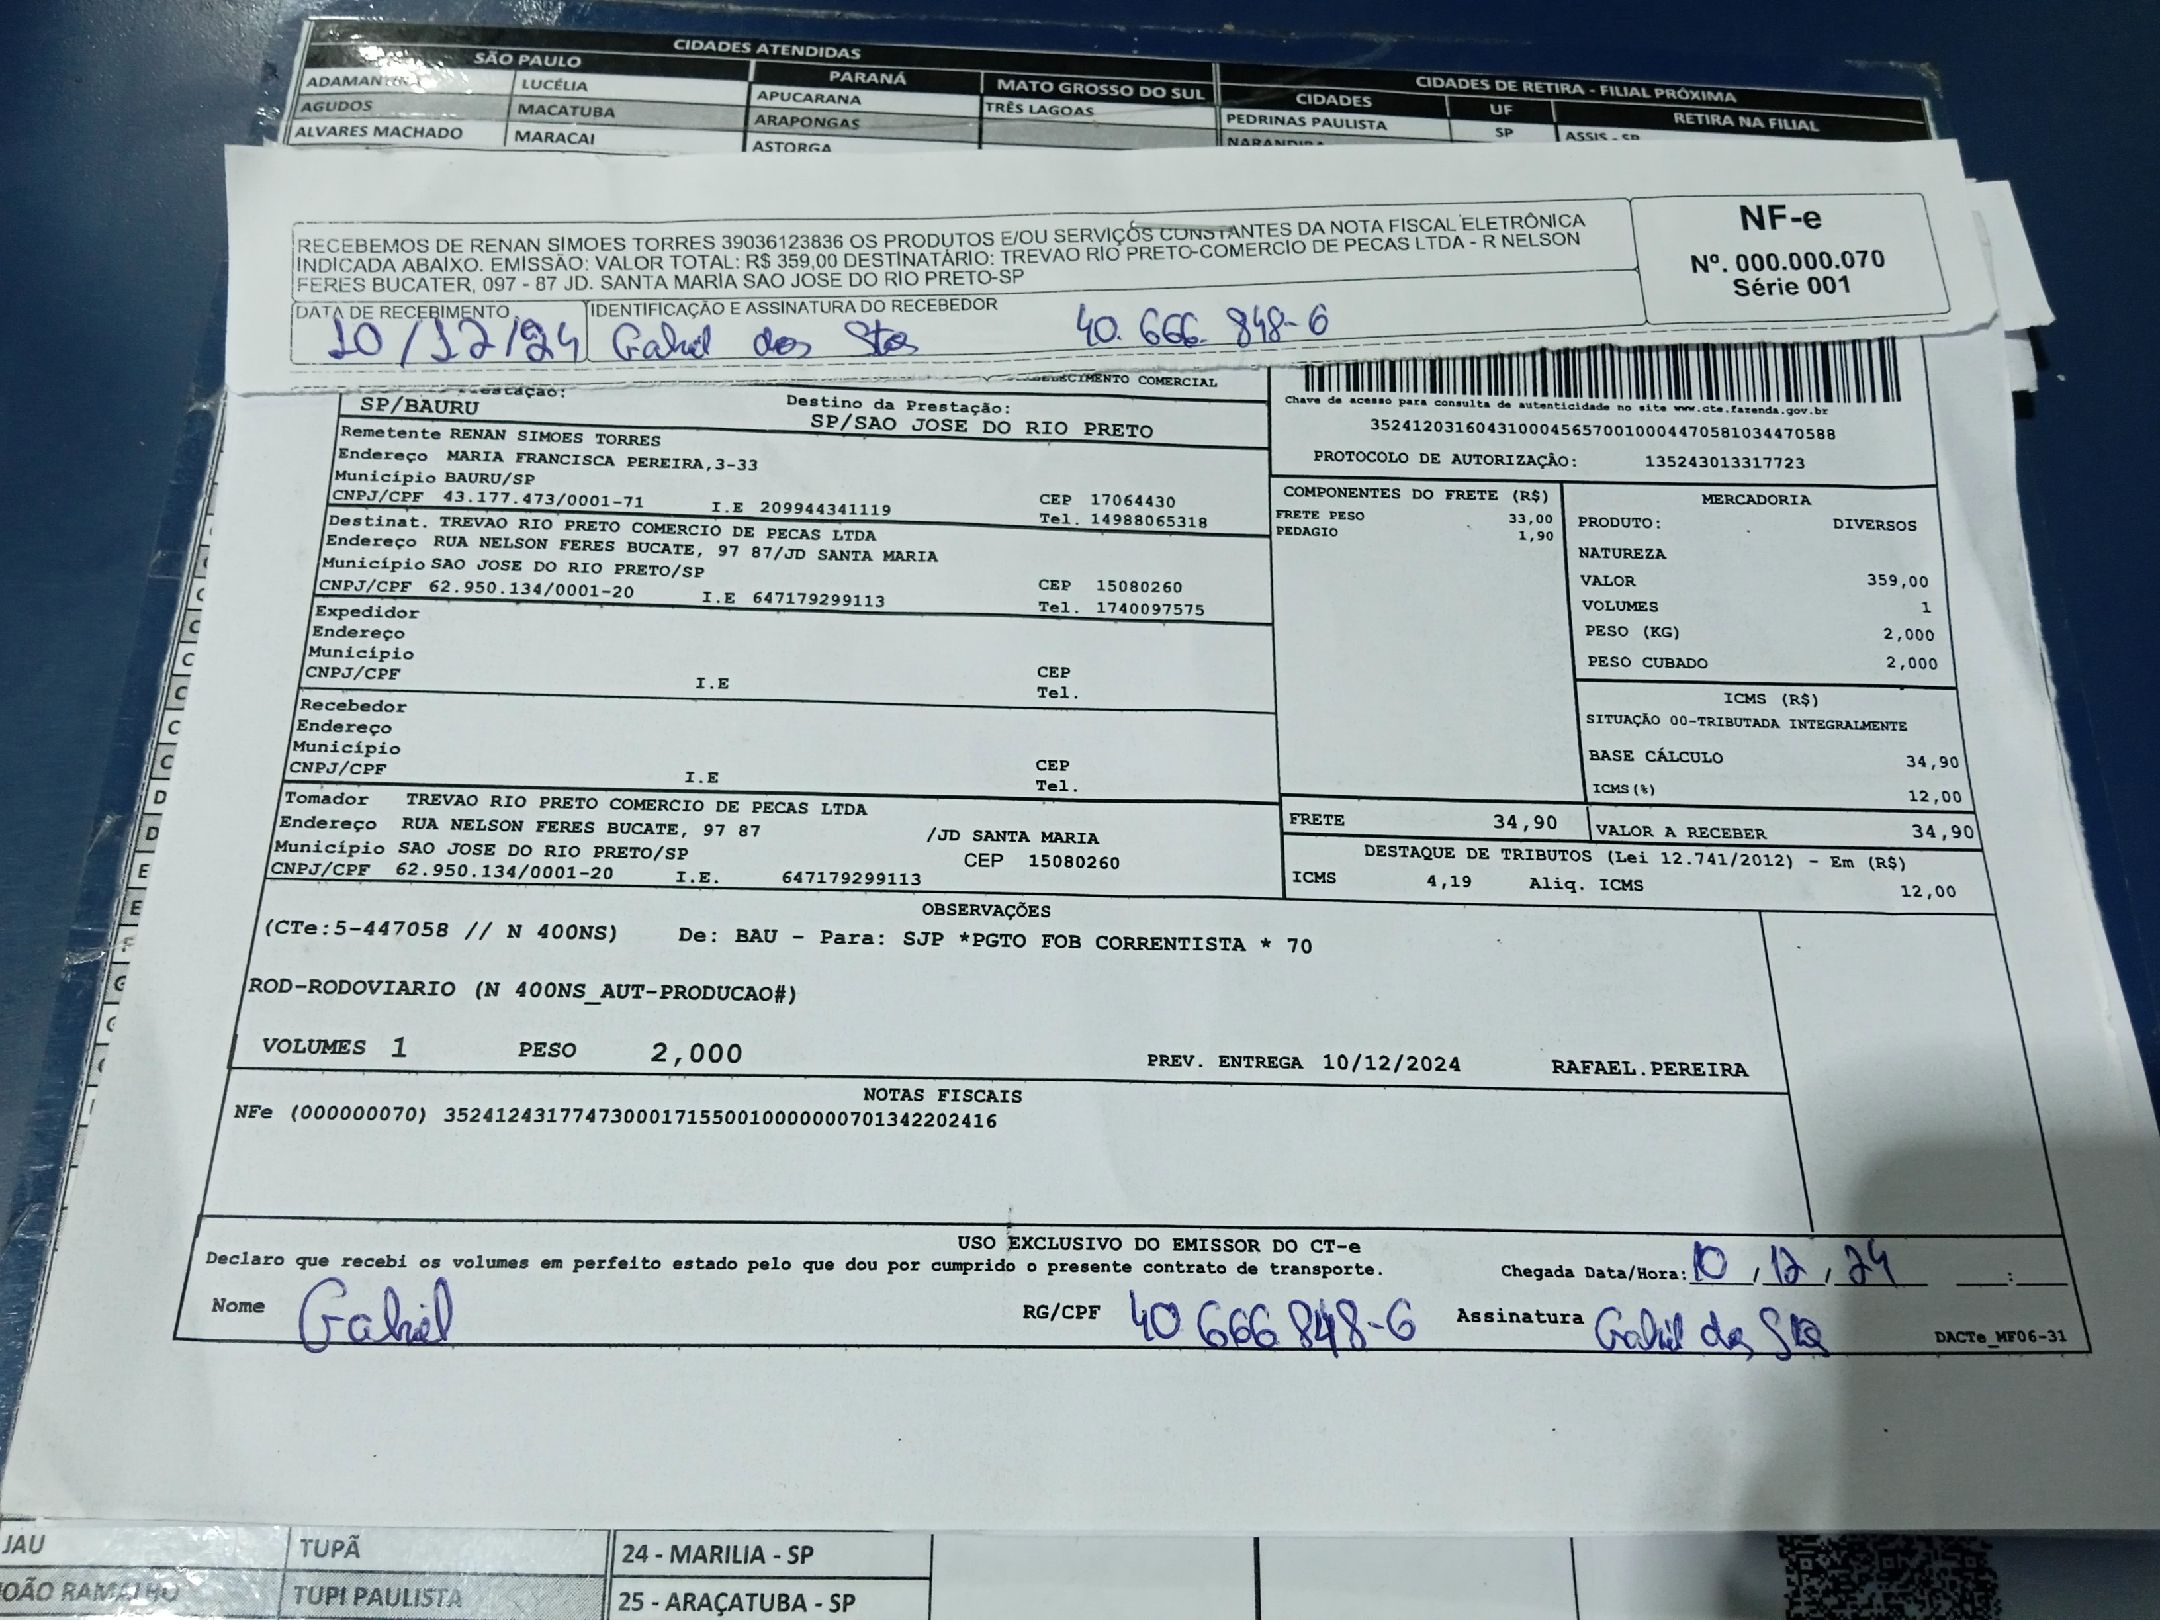 CIDADES ATENDIDAS
SÃO PAULO PARANÁ MATO GROSSO DO SUL
CIDADES DE RETIRA - FILIAL PRÓXIMA
CIDADES UF RETIRA NA FILIAL
ADAMANTINA LUCÉLIA APUCARANA TRÊS LAGOAS PEDRINAS PAULISTA SP ASSIS - SP
AGUDOS MACATUBA ARAPONGAS
ALVARES MACHADO MARACAI ASTORGA
RECEBEMOS DE RENAN SIMOES TORRES 39036123836 OS PRODUTOS E/OU SERVIÇOS CONSTANTES DA NOTA FISCAL ELETRÔNICA
INDICADA ABAIXO. EMISSÃO: VALOR TOTAL: R$ 359,00 DESTINATÁRIO: TREVAO RIO PRETO-COMERCIO DE PECAS LTDA - R NELSON
FERES BUCATER, 097 - 87 JD. SANTA MARIA SAO JOSE DO RIO PRETO-SP
NF-e
Nº. 000.000.070
Série 001
DATA DE RECEBIMENTO IDENTIFICAÇÃO E ASSINATURA DO RECEBEDOR
10/12/24 Gabriel dos Stos 40.666.848-6
COMERCIAL
SP/BAURU
Destino da Prestação:
SP/SAO JOSE DO RIO PRETO
Chave de acesso para consulta de autenticidade no site www.cte.fazenda.gov.br
35241203160431000456570010004470581034470588
PROTOCOLO DE AUTORIZAÇÃO: 135243013317723
Remetente RENAN SIMOES TORRES
Endereço MARIA FRANCISCA PEREIRA,3-33
Município BAURU/SP CEP 17064430
CNPJ/CPF 43.177.473/0001-71 I.E 209944341119 Tel. 14988065318
Destinat. TREVAO RIO PRETO COMERCIO DE PECAS LTDA
Endereço RUA NELSON FERES BUCATE, 97 87/JD SANTA MARIA
Município SAO JOSE DO RIO PRETO/SP CEP 15080260
CNPJ/CPF 62.950.134/0001-20 I.E 647179299113 Tel. 1740097575
Expedidor
Endereço
Município CEP
CNPJ/CPF I.E Tel.
Recebedor
Endereço
Município CEP
CNPJ/CPF I.E Tel.
Tomador TREVAO RIO PRETO COMERCIO DE PECAS LTDA
Endereço RUA NELSON FERES BUCATE, 97 87 /JD SANTA MARIA
Município SAO JOSE DO RIO PRETO/SP CEP 15080260
CNPJ/CPF 62.950.134/0001-20 I.E. 647179299113
COMPONENTES DO FRETE (R$)
FRETE PESO 33,00
PEDAGIO 1,90
MERCADORIA
PRODUTO: DIVERSOS
NATUREZA
VALOR 359,00
VOLUMES 1
PESO (KG) 2,000
PESO CUBADO 2,000
ICMS (R$)
SITUAÇÃO 00-TRIBUTADA INTEGRALMENTE
BASE CÁLCULO 34,90
ICMS(%) 12,00
FRETE 34,90 VALOR A RECEBER 34,90
DESTAQUE DE TRIBUTOS (Lei 12.741/2012) - Em (R$)
ICMS 4,19 Aliq. ICMS 12,00
OBSERVAÇÕES
(CTe:5-447058 // N 400NS) De: BAU - Para: SJP *PGTO FOB CORRENTISTA * 70
ROD-RODOVIARIO (N 400NS_AUT-PRODUCAO#)
VOLUMES 1 PESO 2,000 PREV. ENTREGA 10/12/2024 RAFAEL.PEREIRA
NOTAS FISCAIS
NFe (000000070) 35241243177473000171550010000000701342202416
USO EXCLUSIVO DO EMISSOR DO CT-e
Declaro que recebi os volumes em perfeito estado pelo que dou por cumprido o presente contrato de transporte. Chegada Data/Hora: 10,12,24 __:__
Nome Gabriel RG/CPF 40 666 848-6 Assinatura Gabriel dos Stos
DACTe_MF06-31
JAU TUPÃ 24 - MARILIA - SP
JOÃO RAMALHO TUPI PAULISTA 25 - ARAÇATUBA - SP